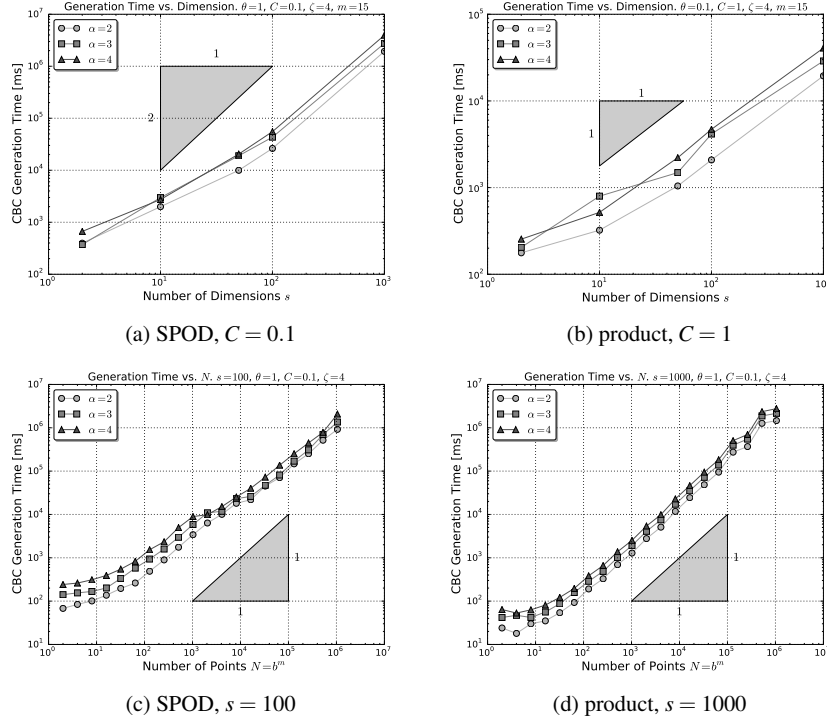 Generation Time vs. Dimension. θ=1, C=0.1, ζ=4, m=15
CBC Generation Time [ms]
10^7
10^6
10^5
10^4
10^3
10^2
α=2
α=3
α=4
1
2
10^0
10^1
10^2
10^3
Number of Dimensions s
(a) SPOD, C = 0.1
Generation Time vs. Dimension. θ=0.1, C=1, ζ=4, m=15
CBC Generation Time [ms]
10^5
10^4
10^3
10^2
α=2
α=3
α=4
1
1
10^0
10^1
10^2
10^3
Number of Dimensions s
(b) product, C = 1
Generation Time vs. N. s=100, θ=1, C=0.1, ζ=4
CBC Generation Time [ms]
10^7
10^6
10^5
10^4
10^3
10^2
10^1
α=2
α=3
α=4
1
1
10^0
10^1
10^2
10^3
10^4
10^5
10^6
10^7
Number of Points N=b^m
(c) SPOD, s = 100
Generation Time vs. N. s=1000, θ=1, C=0.1, ζ=4
CBC Generation Time [ms]
10^7
10^6
10^5
10^4
10^3
10^2
10^1
α=2
α=3
α=4
1
1
10^0
10^1
10^2
10^3
10^4
10^5
10^6
10^7
Number of Points N=b^m
(d) product, s = 1000